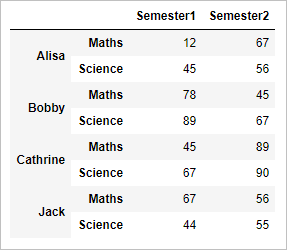 Semester1 Semester2
Alisa Maths 12 67
Science 45 56
Bobby Maths 78 45
Science 89 67
Cathrine Maths 45 89
Science 67 90
Jack Maths 67 56
Science 44 55